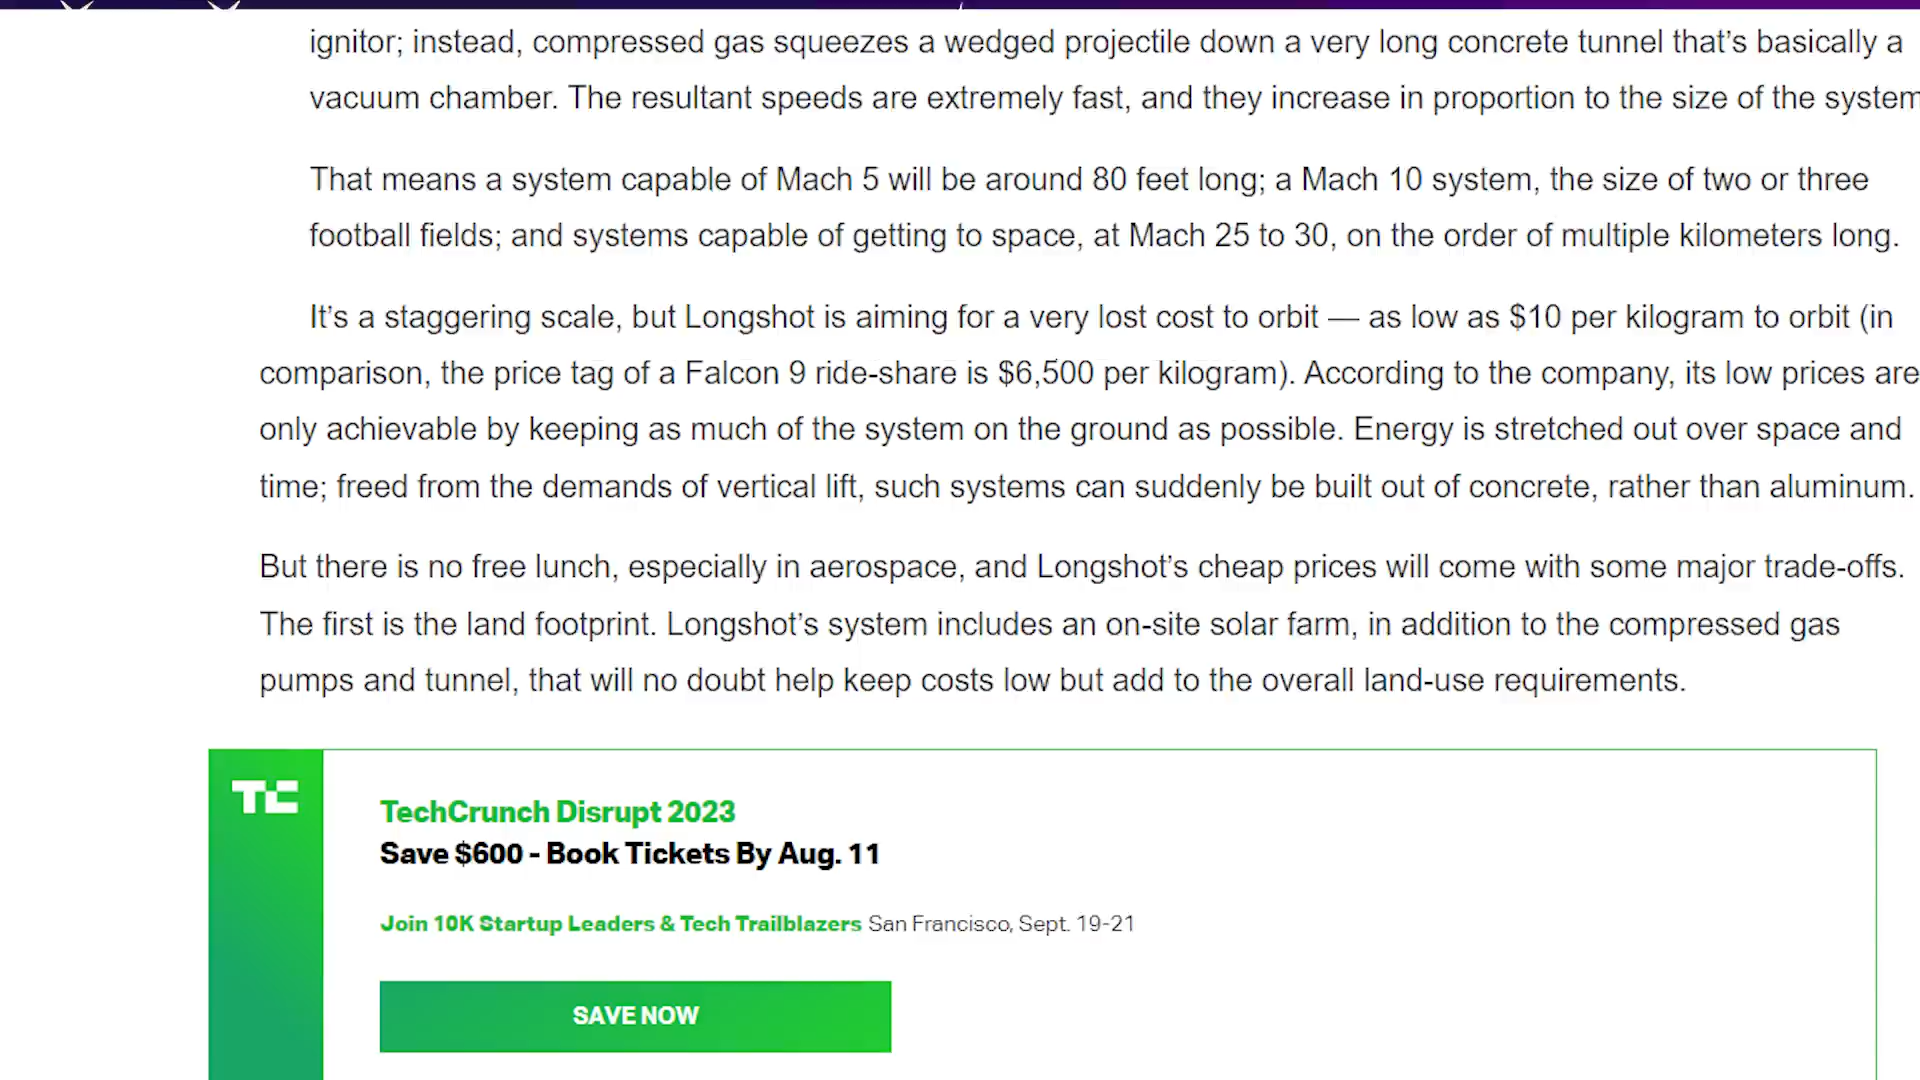 ignitor; instead, compressed gas squeezes a wedged projectile down a very long concrete tunnel that’s basically a
vacuum chamber. The resultant speeds are extremely fast, and they increase in proportion to the size of the system
That means a system capable of Mach 5 will be around 80 feet long; a Mach 10 system, the size of two or three
football fields; and systems capable of getting to space, at Mach 25 to 30, on the order of multiple kilometers long.
It’s a staggering scale, but Longshot is aiming for a very lost cost to orbit — as low as $10 per kilogram to orbit (in
comparison, the price tag of a Falcon 9 ride-share is $6,500 per kilogram). According to the company, its low prices are
only achievable by keeping as much of the system on the ground as possible. Energy is stretched out over space and
time; freed from the demands of vertical lift, such systems can suddenly be built out of concrete, rather than aluminum.
But there is no free lunch, especially in aerospace, and Longshot’s cheap prices will come with some major trade-offs.
The first is the land footprint. Longshot’s system includes an on-site solar farm, in addition to the compressed gas
pumps and tunnel, that will no doubt help keep costs low but add to the overall land-use requirements.
TC
TechCrunch Disrupt 2023
Save $600 - Book Tickets By Aug. 11
Join 10K Startup Leaders & Tech Trailblazers San Francisco, Sept. 19-21
SAVE NOW